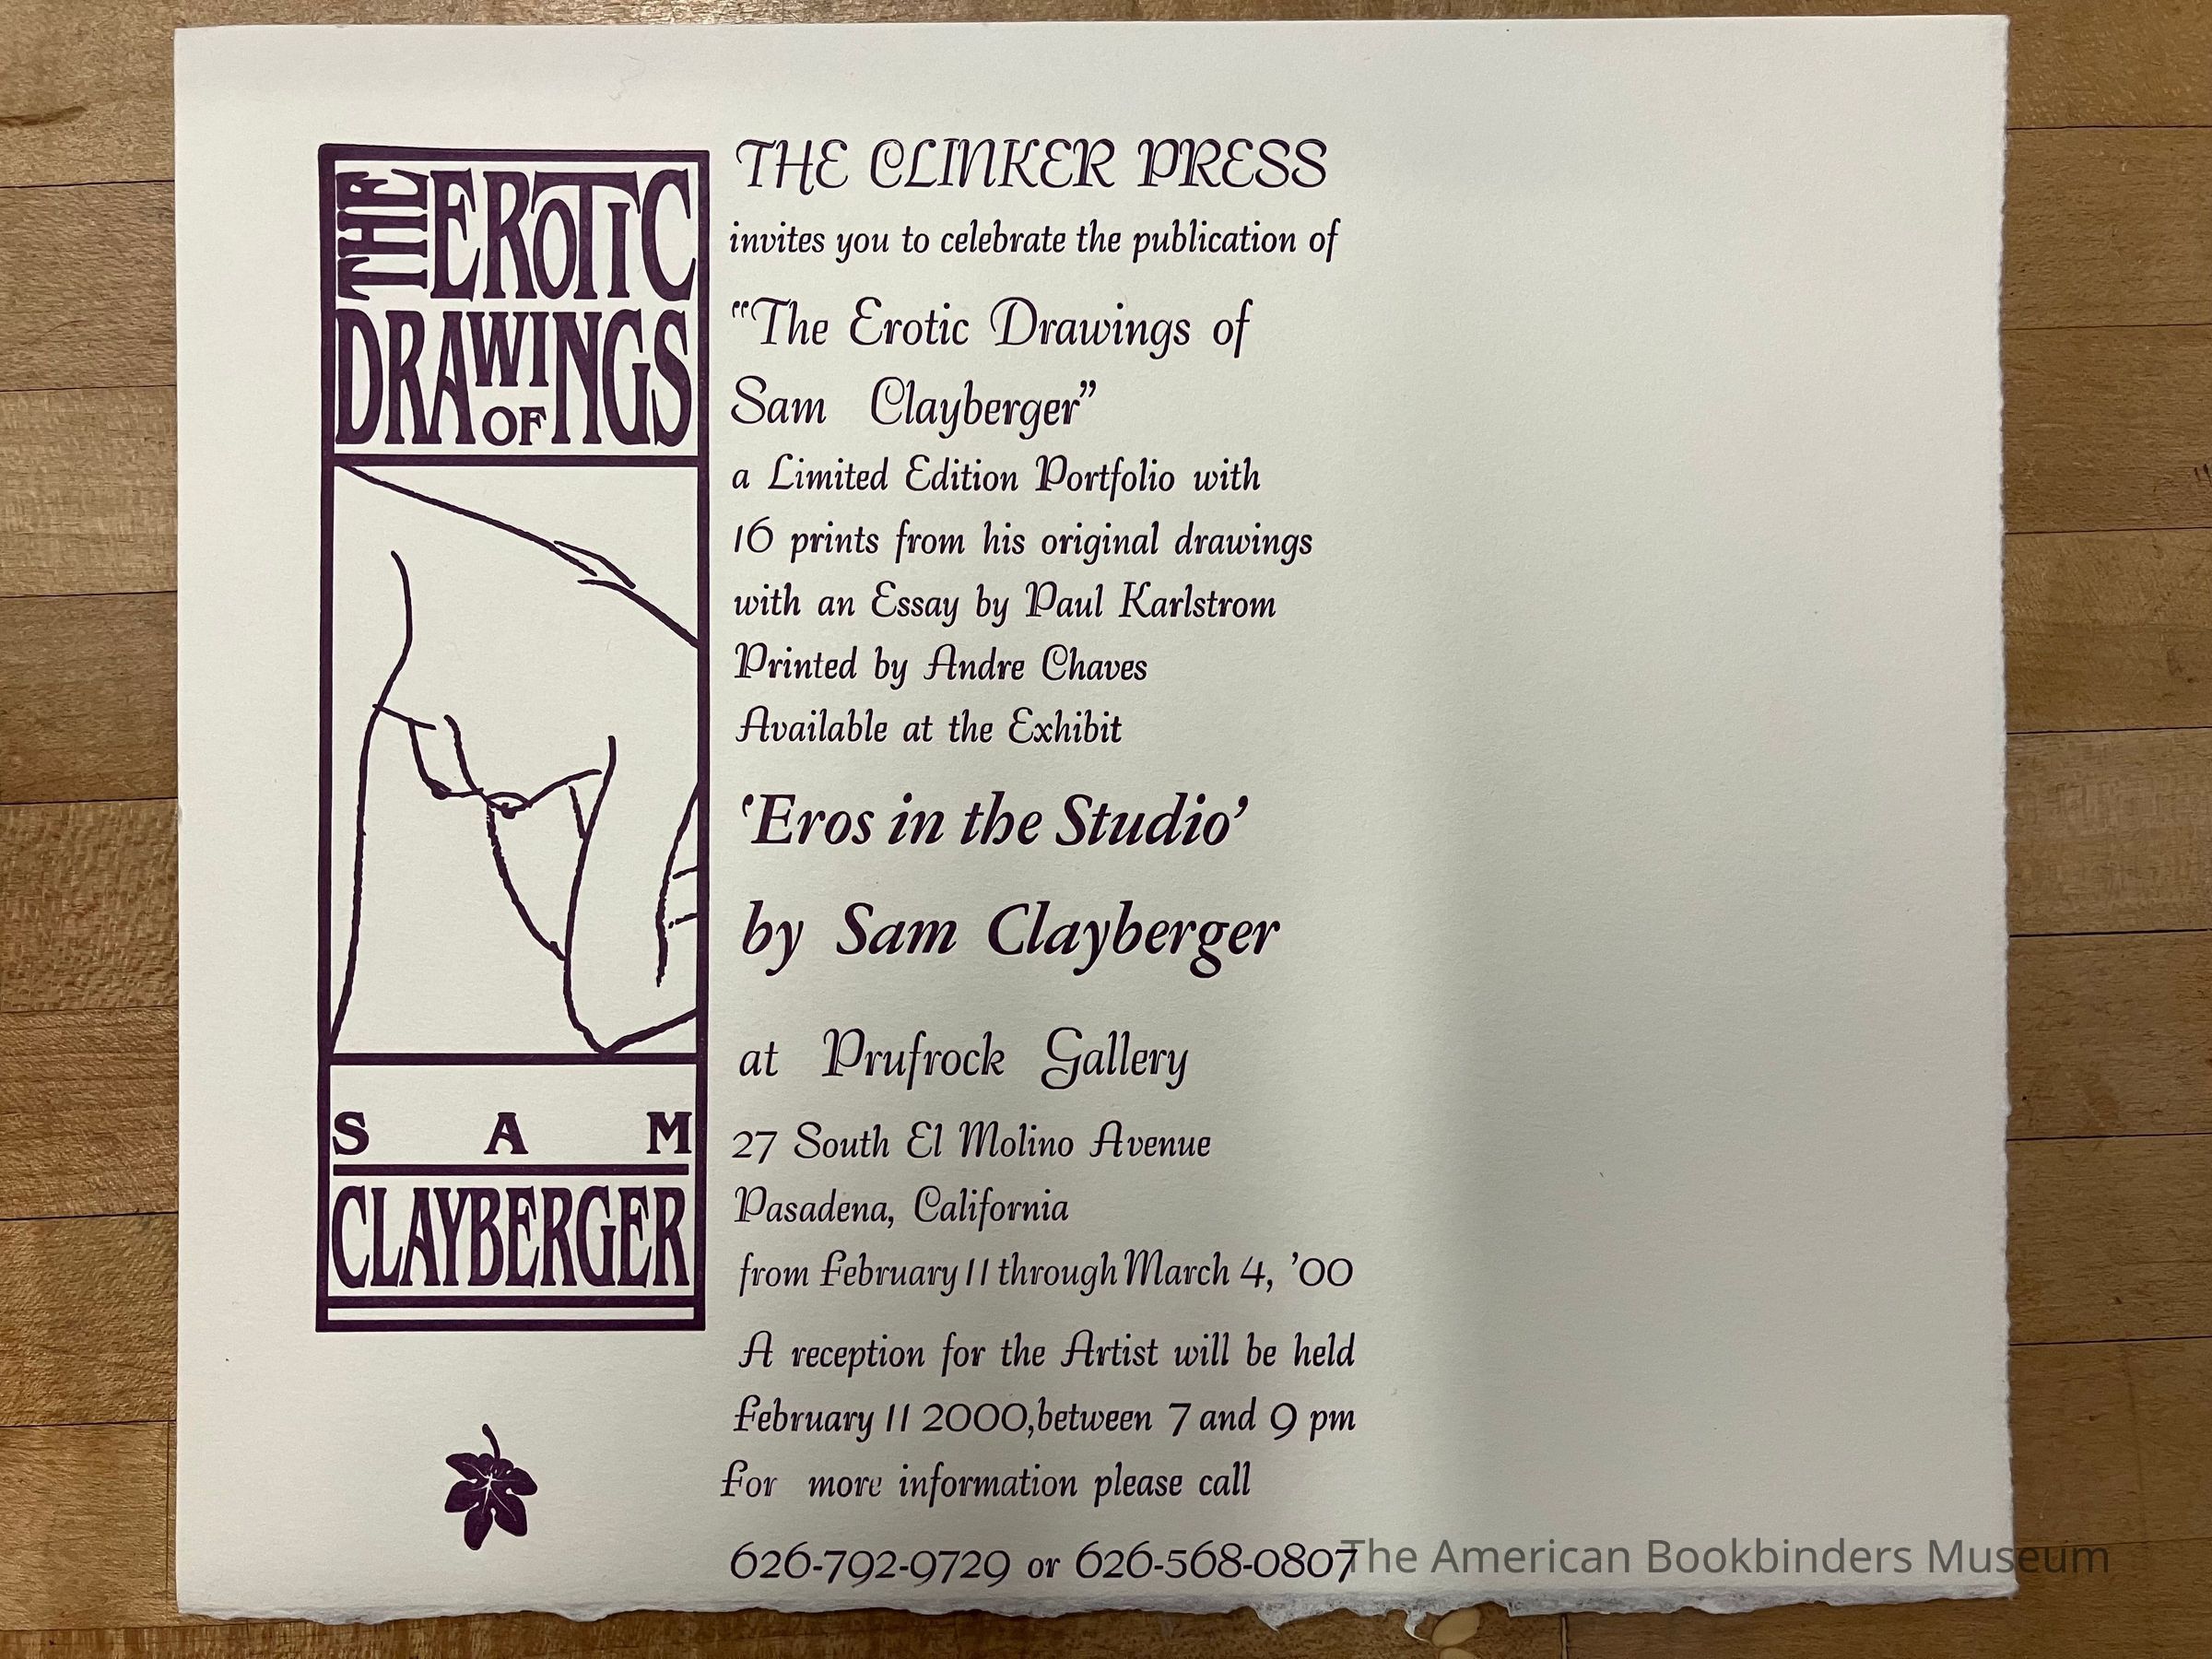 THE EROTIC
DRAWINGS
OF
S A M
CLAYBERGER
THE CLINKER PRESS
invites you to celebrate the publication of
"The Erotic Drawings of
Sam Clayberger"
a Limited Edition Portfolio with
16 prints from his original drawings
with an Essay by Paul Karlstrom
Printed by Andre Chaves
Available at the Exhibit
'Eros in the Studio'
by Sam Clayberger
at Prufrock Gallery
27 South El Molino Avenue
Pasadena, California
from February 11 through March 4, '00
A reception for the Artist will be held
February 11 2000, between 7 and 9 pm
For more information please call
626-792-9729 or 626-568-0807
The American Bookbinders Museum